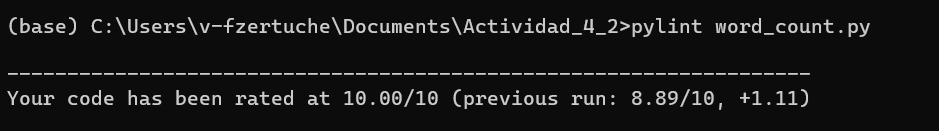 (base) C:\Users\v-fzertuche\Documents\Actividad_4_2>pylint word_count.py
-------------------------------------------------------------------
Your code has been rated at 10.00/10 (previous run: 8.89/10, +1.11)